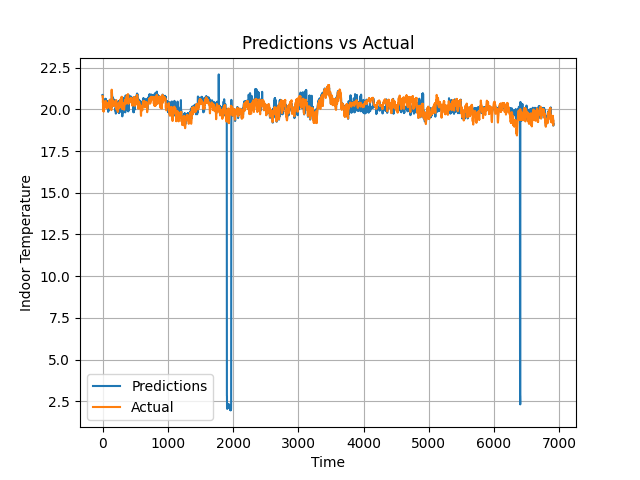 Predictions vs Actual
22.5
20.0
17.5
15.0
12.5
10.0
7.5
5.0
2.5
Indoor Temperature
Predictions
Actual
0 1000 2000 3000 4000 5000 6000 7000
Time